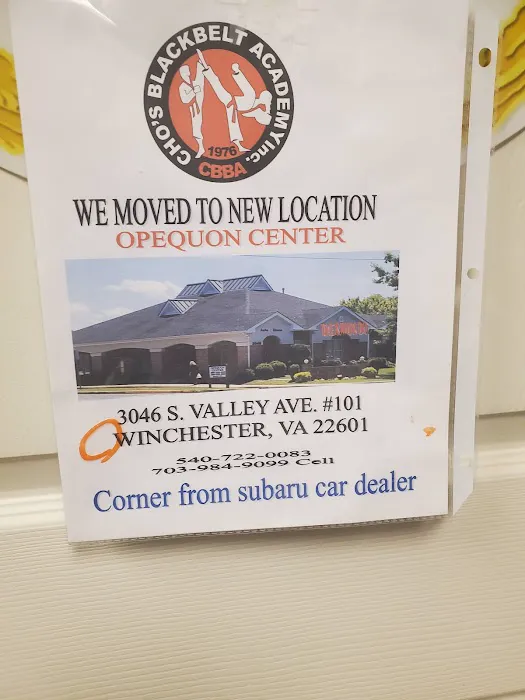 CHO'S BLACKBELT ACADEMY Inc.
1976
CBBA
WE MOVED TO NEW LOCATION
OPEQUON CENTER
3046 S. VALLEY AVE. #101
WINCHESTER, VA 22601
540-722-0083
703-984-9099 Cell
Corner from subaru car dealer